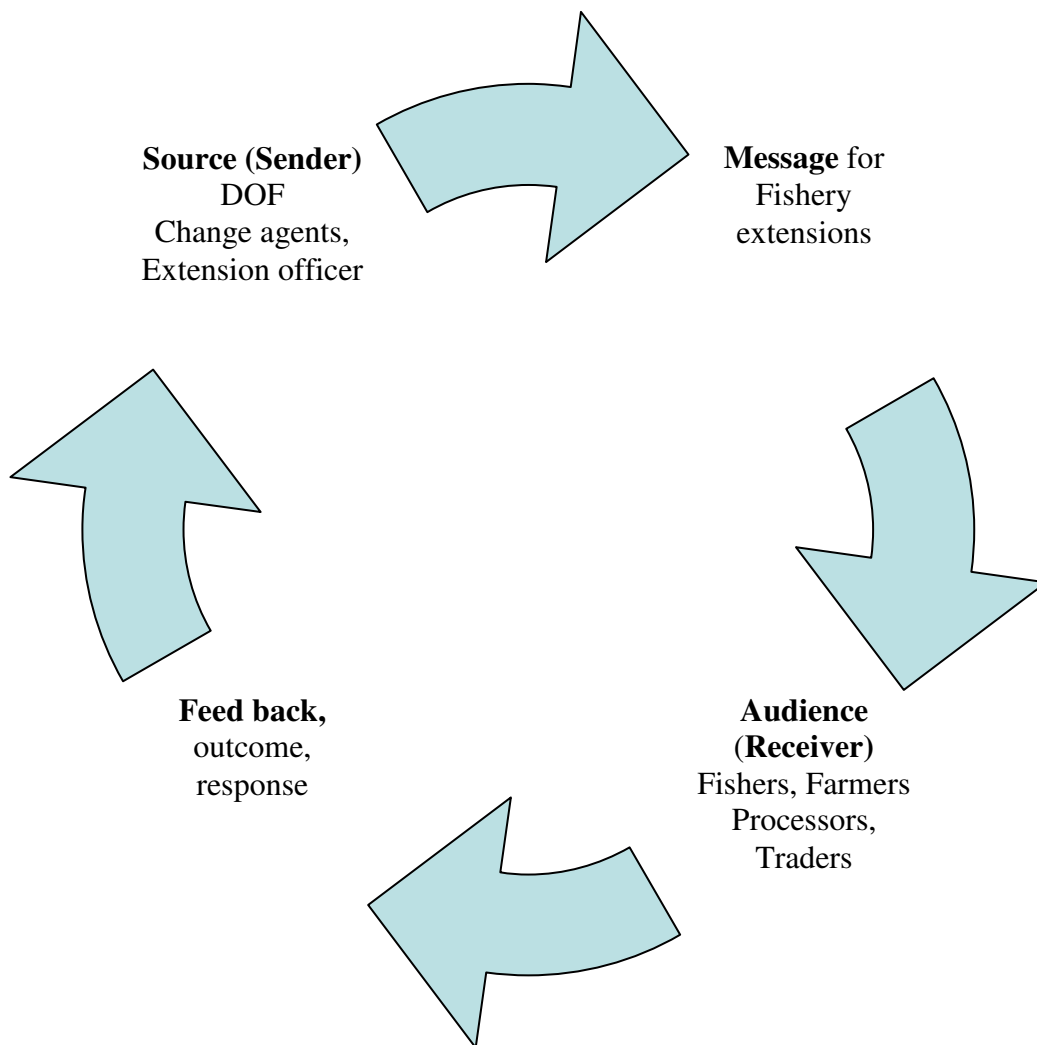 Source (Sender)
DOF
Change agents,
Extension officer
Message for
Fishery
extensions
Audience
(Receiver)
Fishers, Farmers
Processors,
Traders
Feed back,
outcome,
response